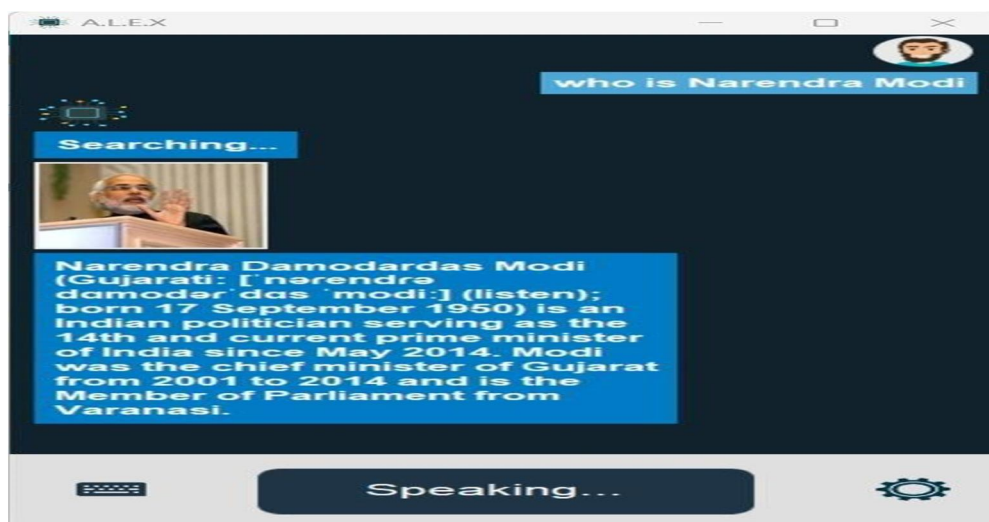 A.L.E.X
who is Narendra Modi
Searching...
Narendra Damodardas Modi
(Gujarati: [ˈnəɾendɾə
dɑmodəɾˈdɑs ˈmodiː] (listen);
born 17 September 1950) is an
Indian politician serving as the
14th and current prime minister
of India since May 2014. Modi
was the chief minister of Gujarat
from 2001 to 2014 and is the
Member of Parliament from
Varanasi.
Speaking...